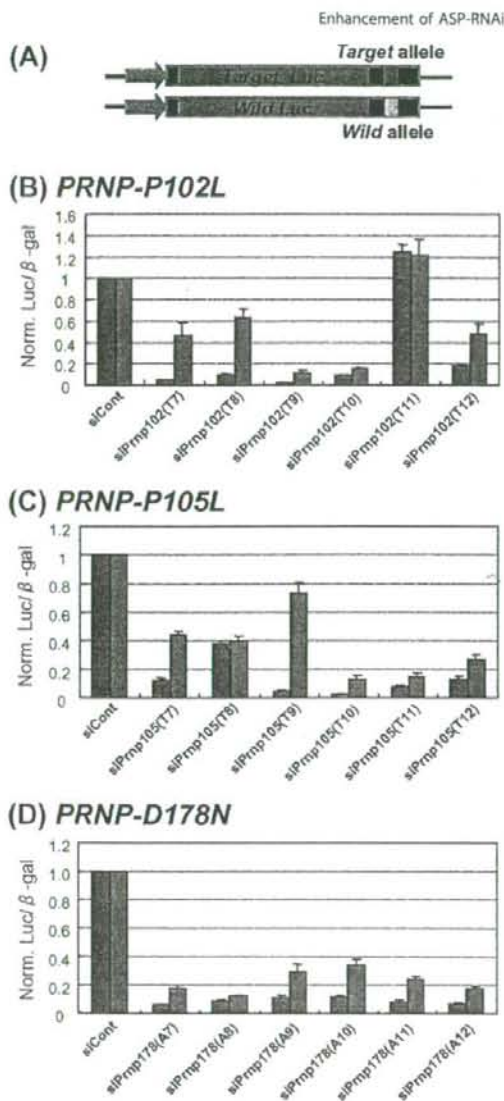 Enhancement of ASP-RNAi
(A)
Target allele
Target Luc
Wild Luc
Wild allele
(B) PRNP-P102L
Norm. Luc/β-gal
1.6
1.4
1.2
1
0.8
0.6
0.4
0.2
0
siCont
siPrnp102(T7)
siPrnp102(T8)
siPrnp102(T9)
siPrnp102(T10)
siPrnp102(T11)
siPrnp102(T12)
(C) PRNP-P105L
Norm. Luc/β-gal
1.2
1
0.8
0.6
0.4
0.2
0
siCont
siPrnp105(T7)
siPrnp105(T8)
siPrnp105(T9)
siPrnp105(T10)
siPrnp105(T11)
siPrnp105(T12)
(D) PRNP-D178N
Norm. Luc/β-gal
1.2
1.0
0.8
0.6
0.4
0.2
0
siCont
siPrnp178(A7)
siPrnp178(A8)
siPrnp178(A9)
siPrnp178(A10)
siPrnp178(A11)
siPrnp178(A12)